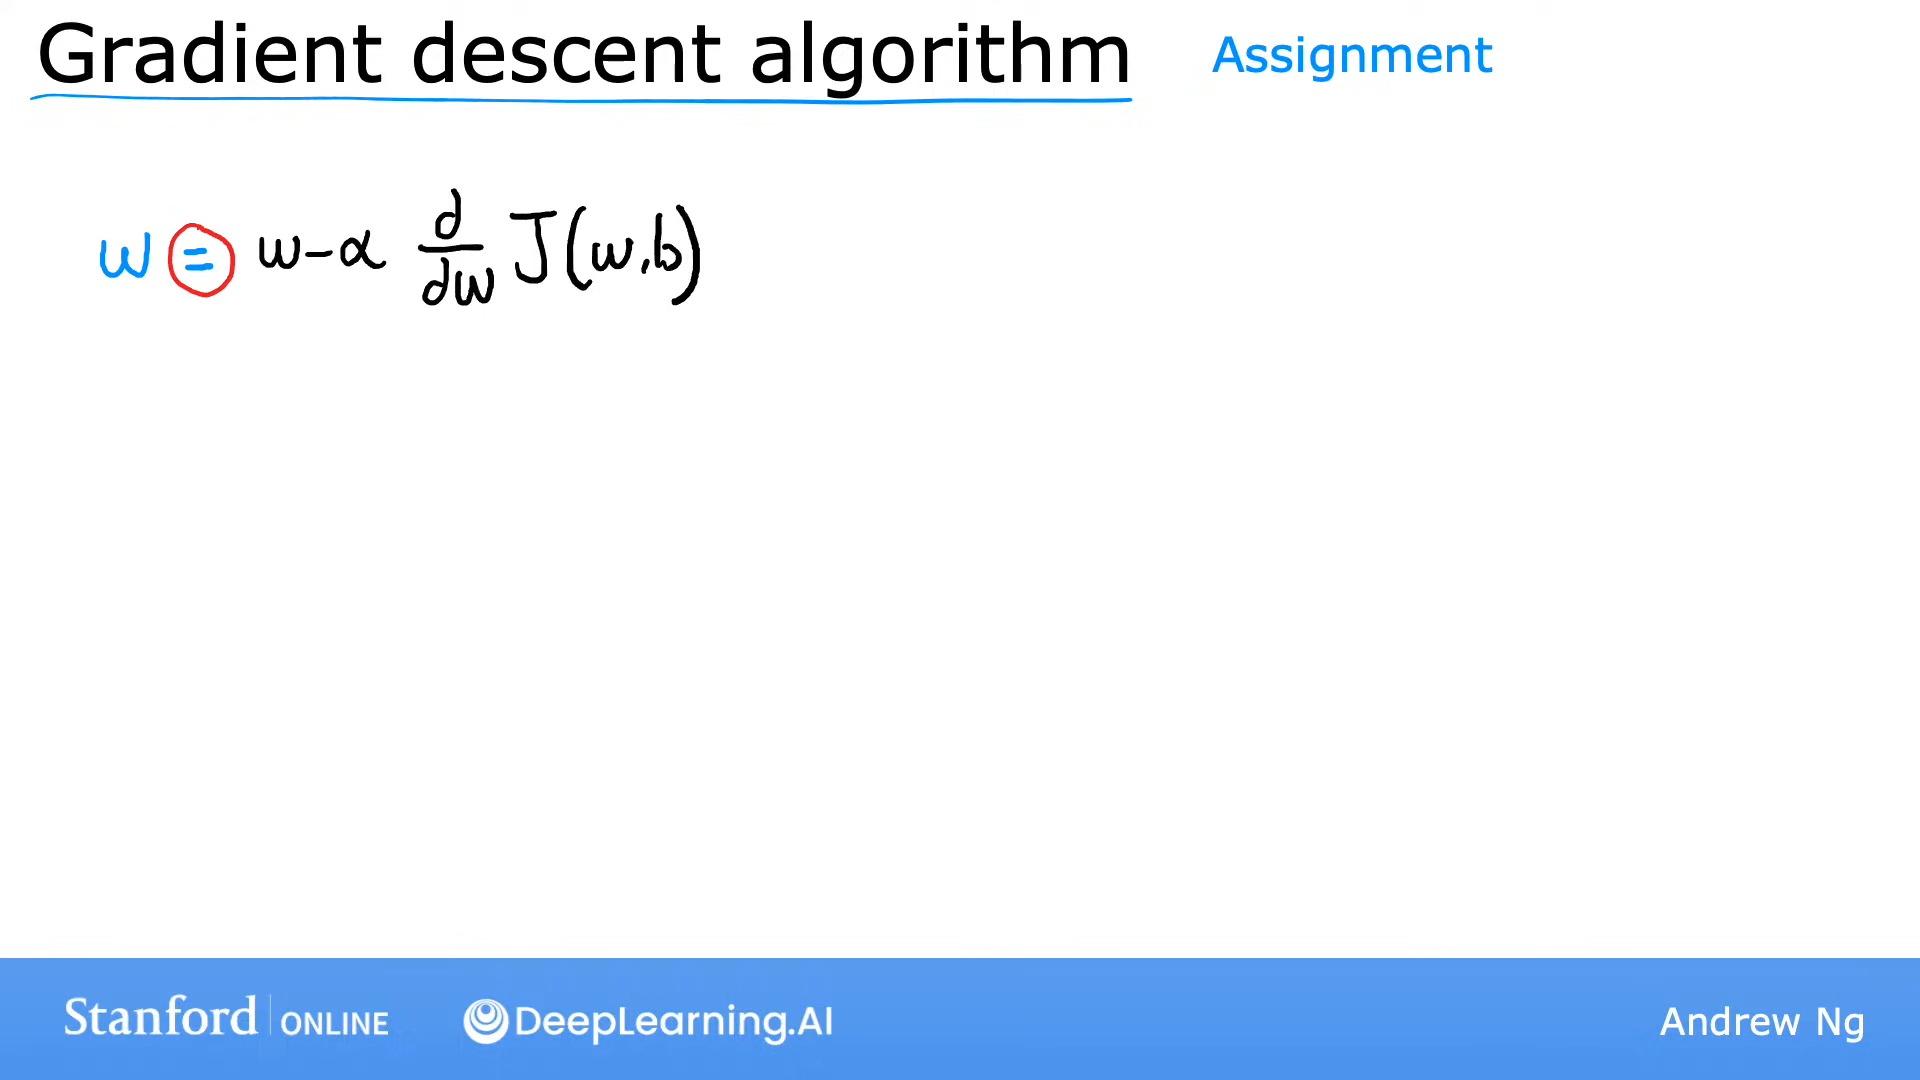 Gradient descent algorithm Assignment
w = w - α d/dw J(w,b)
Stanford ONLINE DeepLearning.AI Andrew Ng